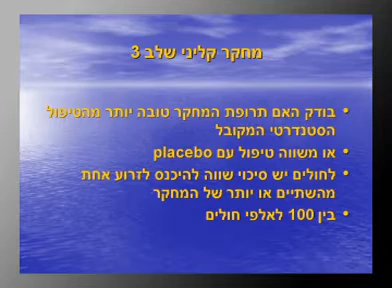 מחקר קליני שלב 3
• בודק האם תרופת המחקר טובה יותר מהטיפול
הסטנדרטי המקובל
• או משווה טיפול עם placebo
• לחולים יש סיכוי שווה להיכנס לזרוע אחת
מהשתיים או יותר של המחקר
• בין 100 לאלפי חולים